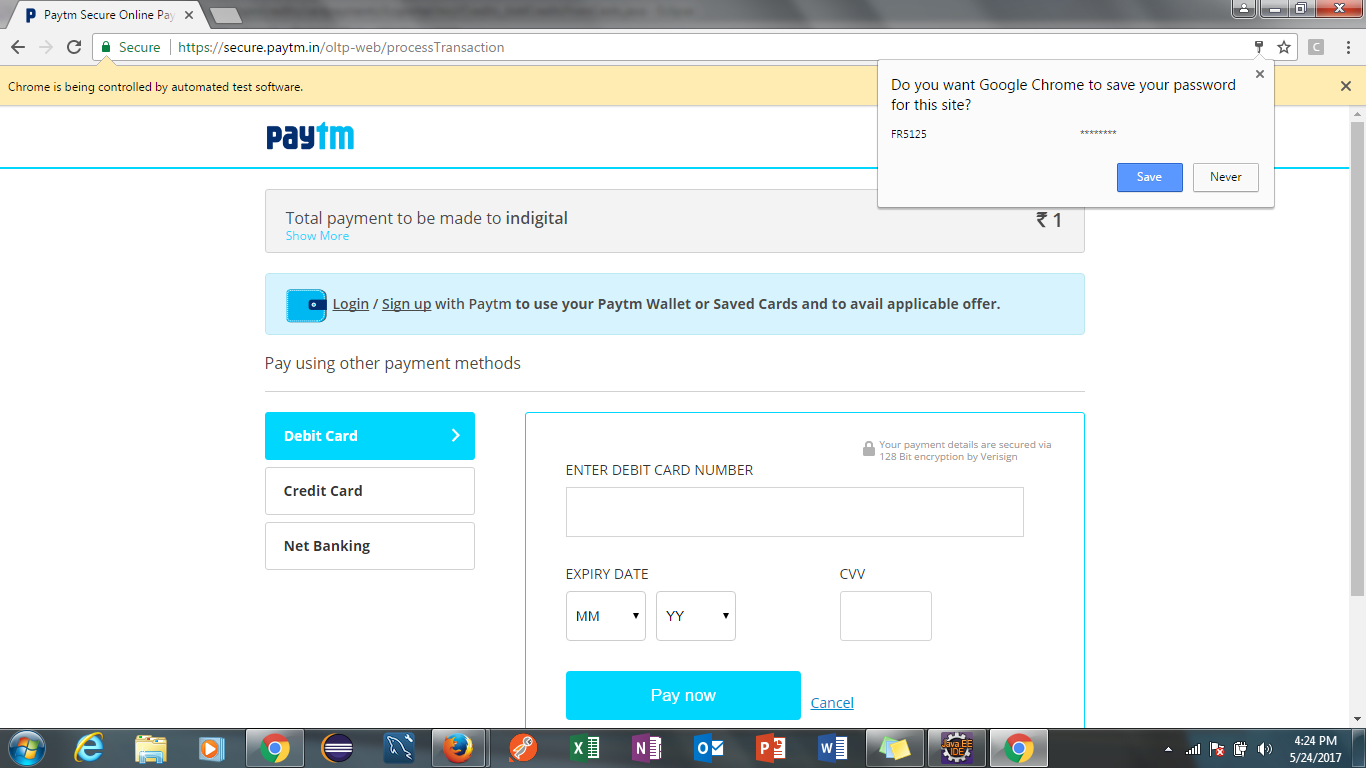 Paytm Secure Online Pay
Secure
https://secure.paytm.in/oltp-web/processTransaction
C
Chrome is being controlled by automated test software.
Do you want Google Chrome to save your password
for this site?
FR5125 ********
Save Never
paytm
Total payment to be made to indigital ₹ 1
Show More
Login / Sign up with Paytm to use your Paytm Wallet or Saved Cards and to avail applicable offer.
Pay using other payment methods
Debit Card
Credit Card
Net Banking
Your payment details are secured via
128 Bit encryption by Verisign
ENTER DEBIT CARD NUMBER
EXPIRY DATE CVV
MM YY
Pay now Cancel
Java EE
IDE
4:24 PM
5/24/2017